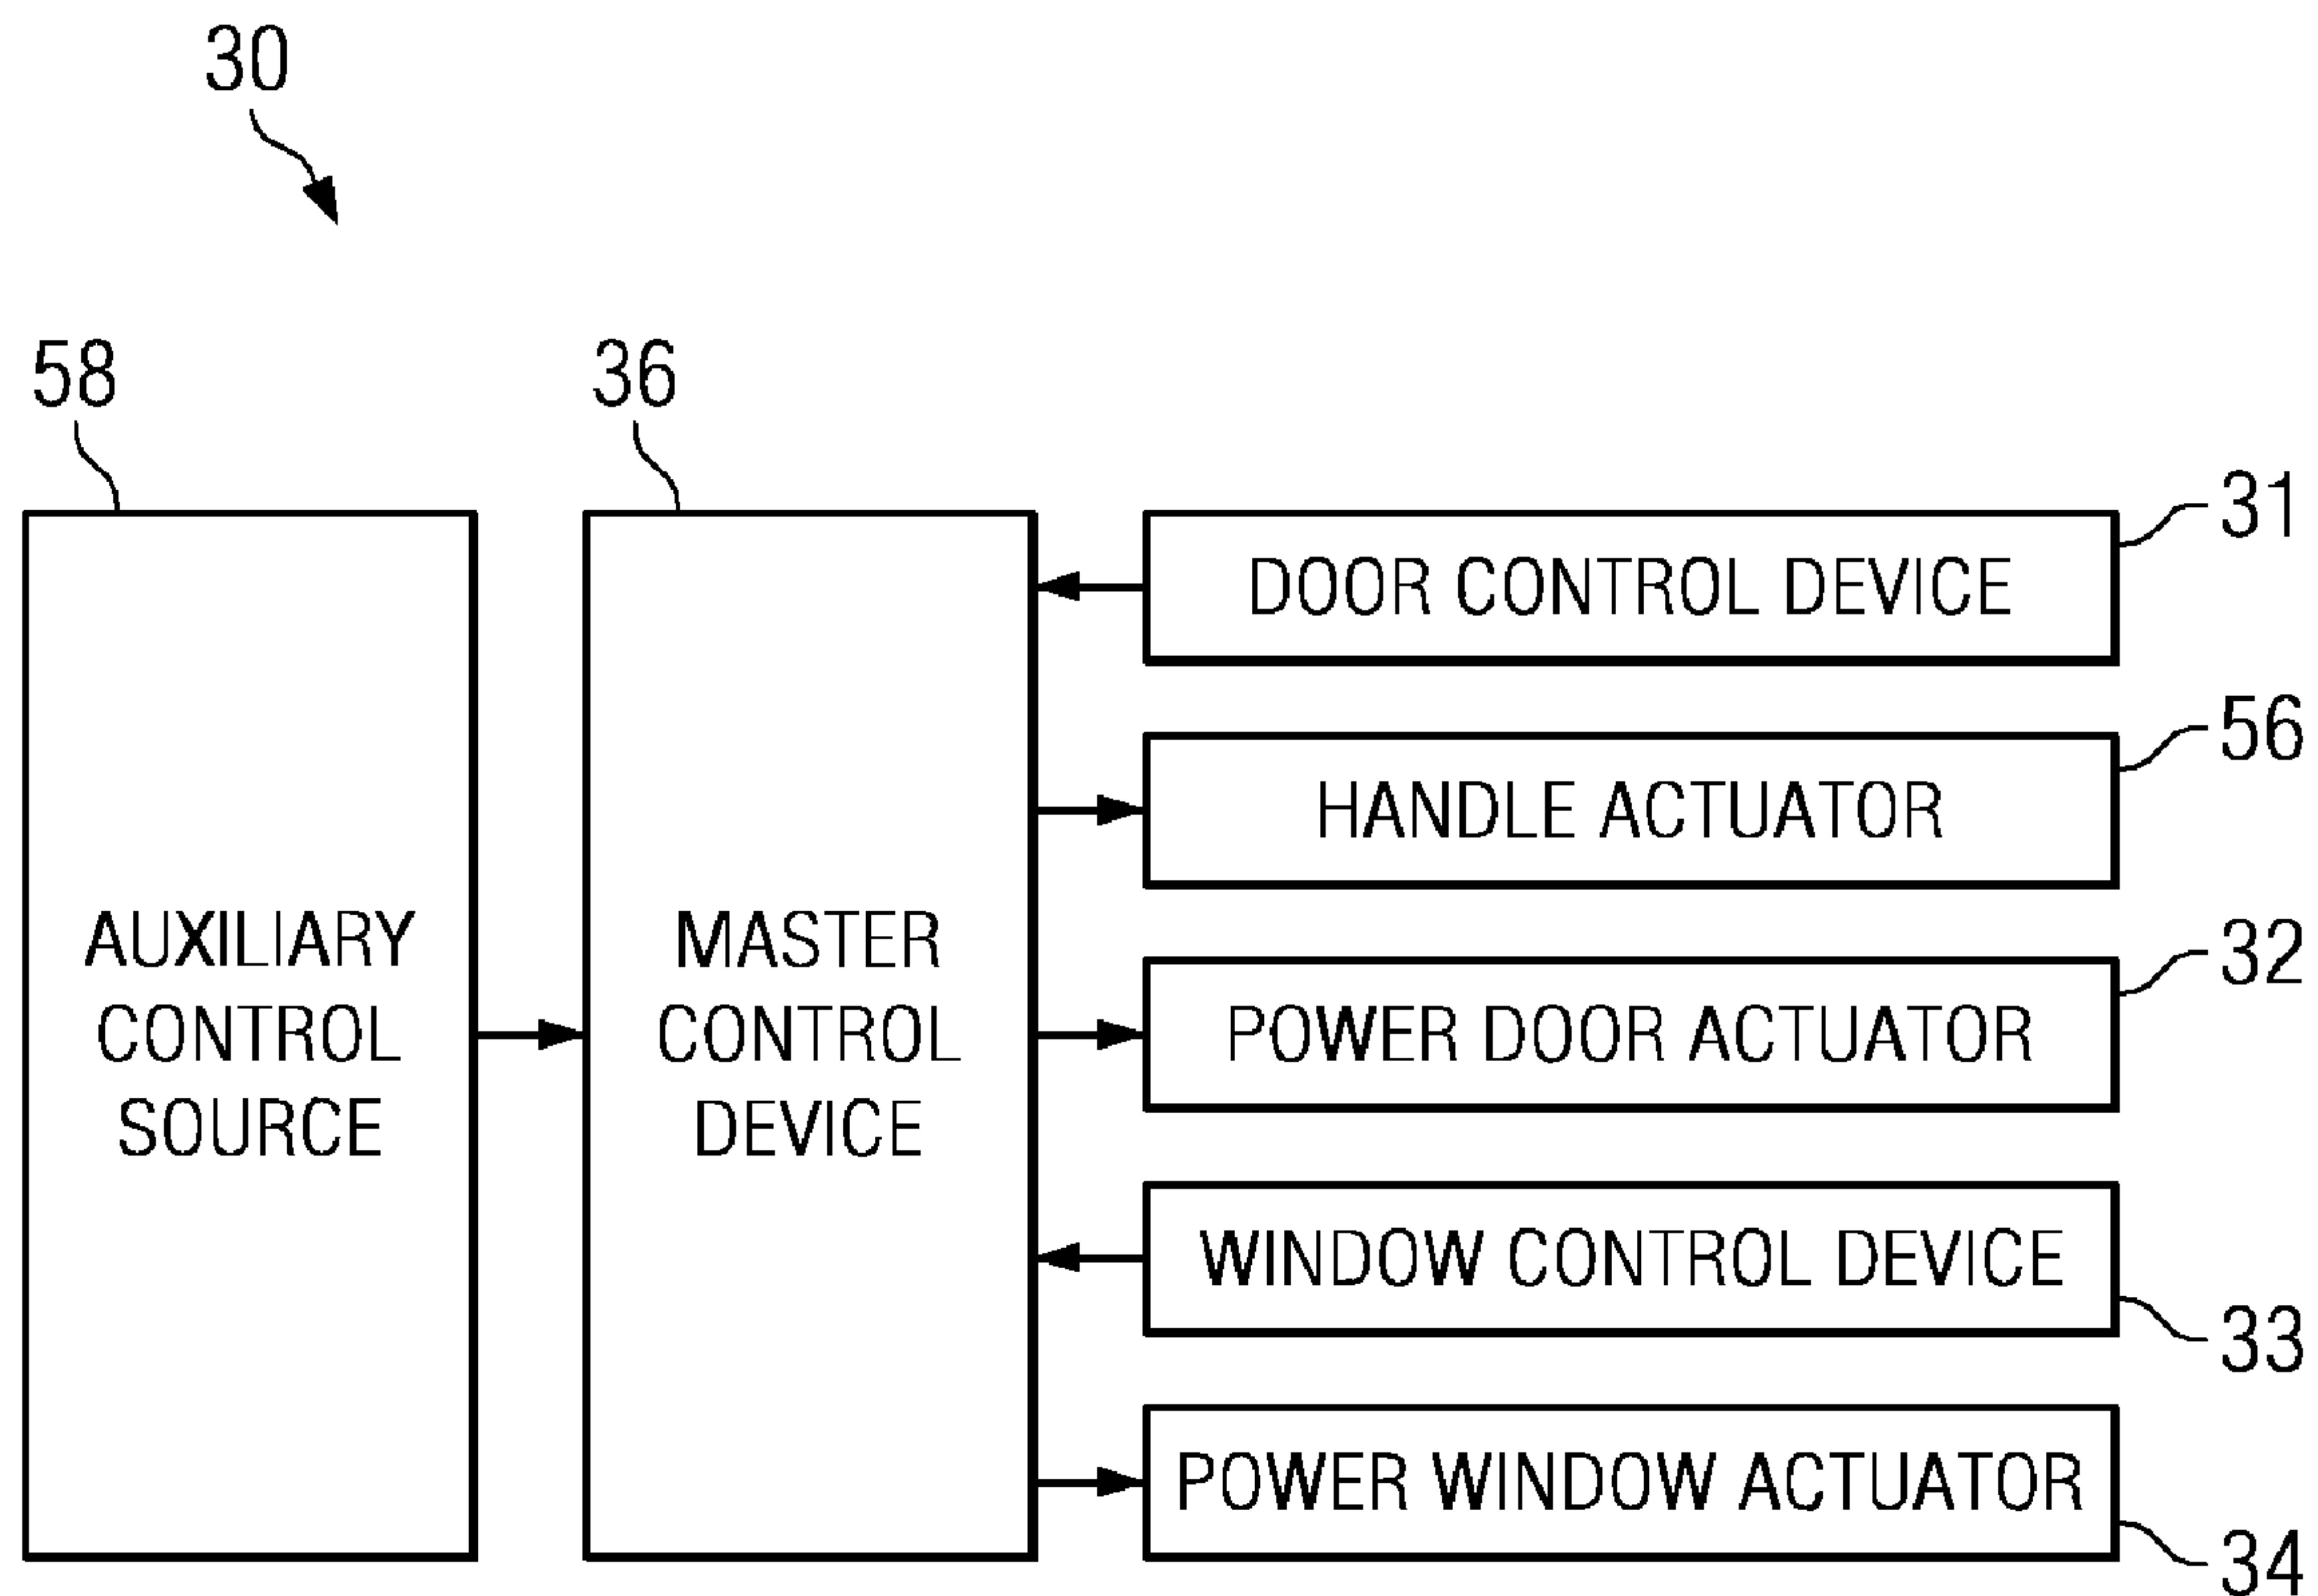 30
58
36
31
DOOR CONTROL DEVICE
56
HANDLE ACTUATOR
32
POWER DOOR ACTUATOR
AUXILIARY
CONTROL
SOURCE
MASTER
CONTROL
DEVICE
WINDOW CONTROL DEVICE
33
POWER WINDOW ACTUATOR
34